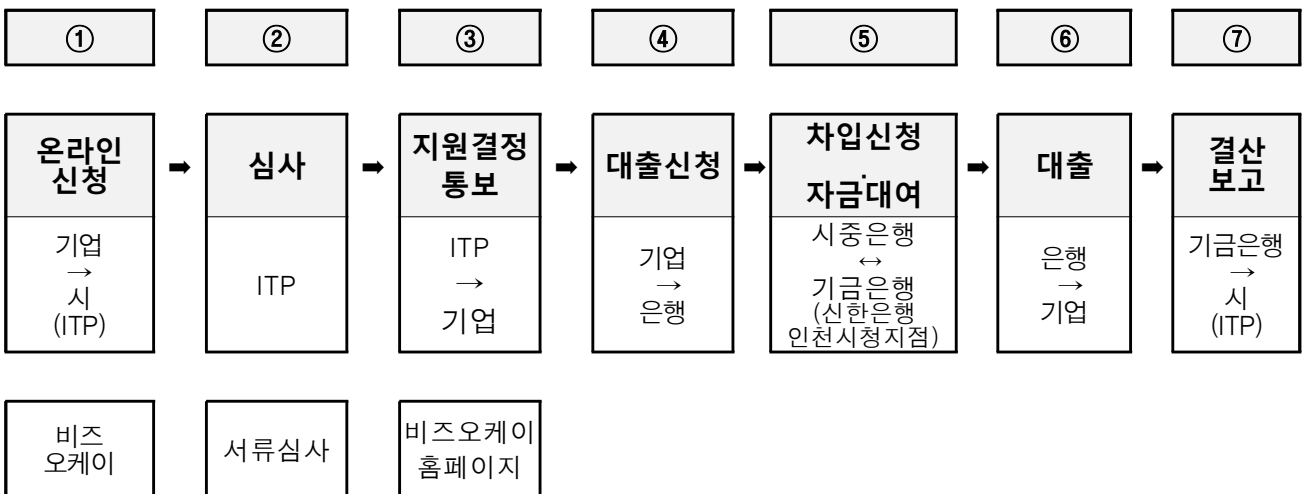 ① ② ③ ④ ⑤ ⑥ ⑦
온라인
신청
➡
심사
➡
지원결정
통보
➡
대출신청
➡
차입신청
·
자금대여
➡
대출
➡
결산
보고
기업
→
시
(ITP)
ITP
ITP
→
기업
기업
→
은행
시중은행
↔
기금은행
(신한은행
인천시청지점)
은행
→
기업
기금은행
→
시
(ITP)
비즈
오케이
서류심사
비즈오케이
홈페이지